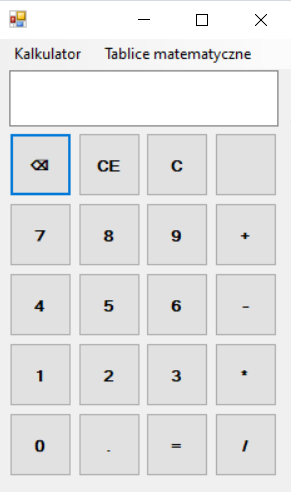 Kalkulator Tablice matematyczne
⌫ CE C
7 8 9 +
4 5 6 -
1 2 3 *
0 . = /